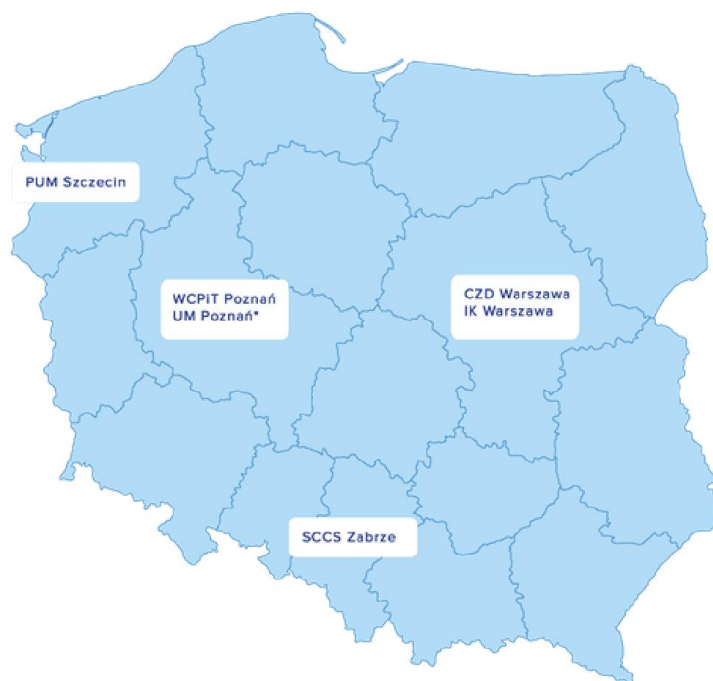 PUM Szczecin
WCPiT Poznań
UM Poznań*
CZD Warszawa
IK Warszawa
SCCS Zabrze